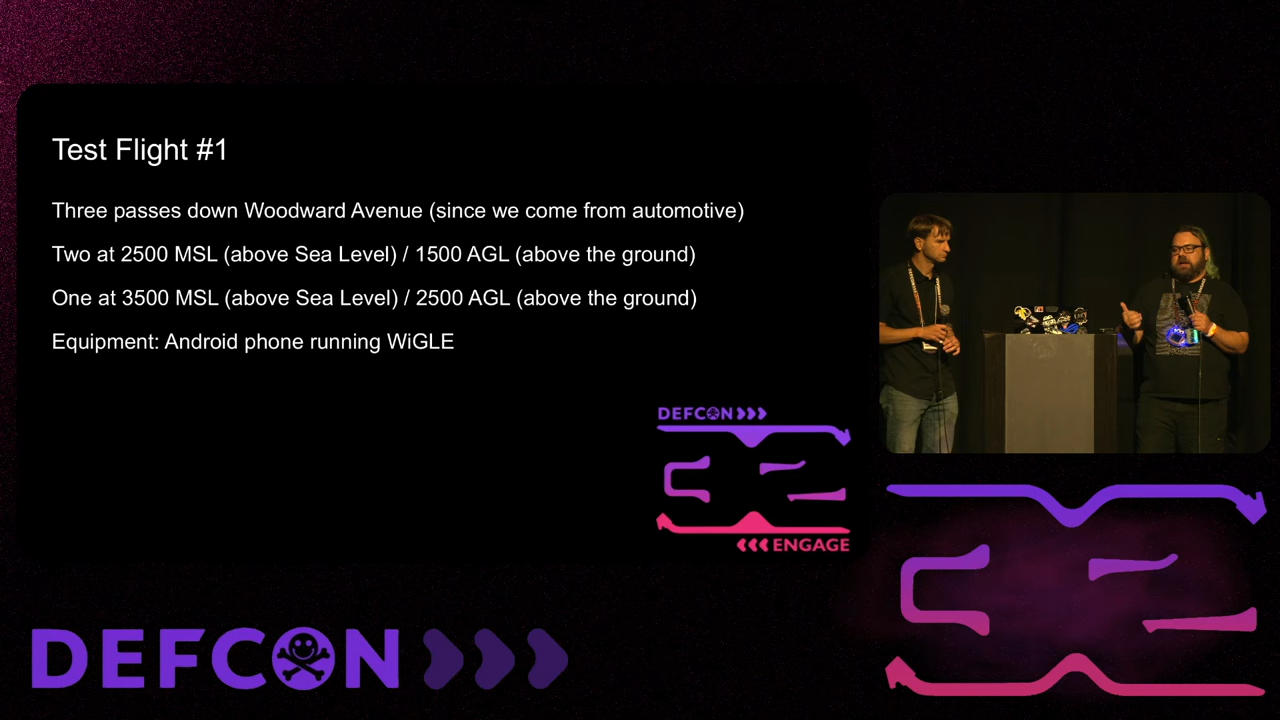 Test Flight #1
Three passes down Woodward Avenue (since we come from automotive)
Two at 2500 MSL (above Sea Level) / 1500 AGL (above the ground)
One at 3500 MSL (above Sea Level) / 2500 AGL (above the ground)
Equipment: Android phone running WiGLE
DEFCON
ENGAGE
DEFCON